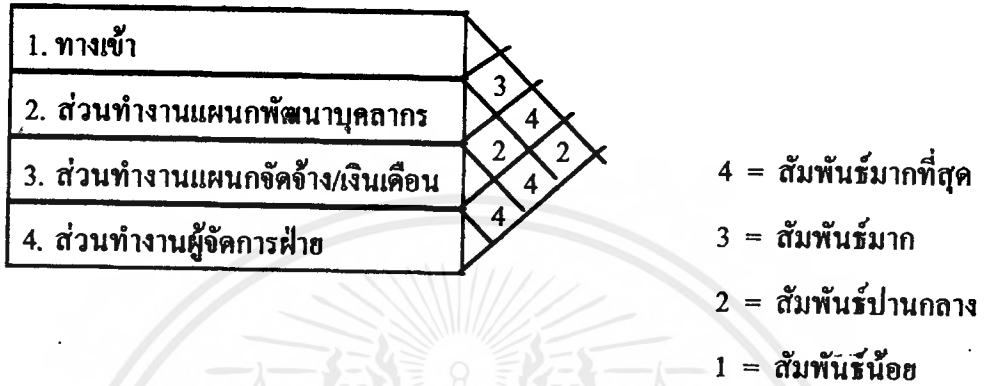 1. ทางเข้า
2. ส่วนทำงานแผนกพัฒนาบุคลากร
3. ส่วนทำงานแผนกจัดจ้าง/เงินเดือน
4. ส่วนทำงานผู้จัดการฝ่าย
3
4
2 2
4
4
4 = สัมพันธ์มากที่สุด
3 = สัมพันธ์มาก
2 = สัมพันธ์ปานกลาง
1 = สัมพันธ์น้อย